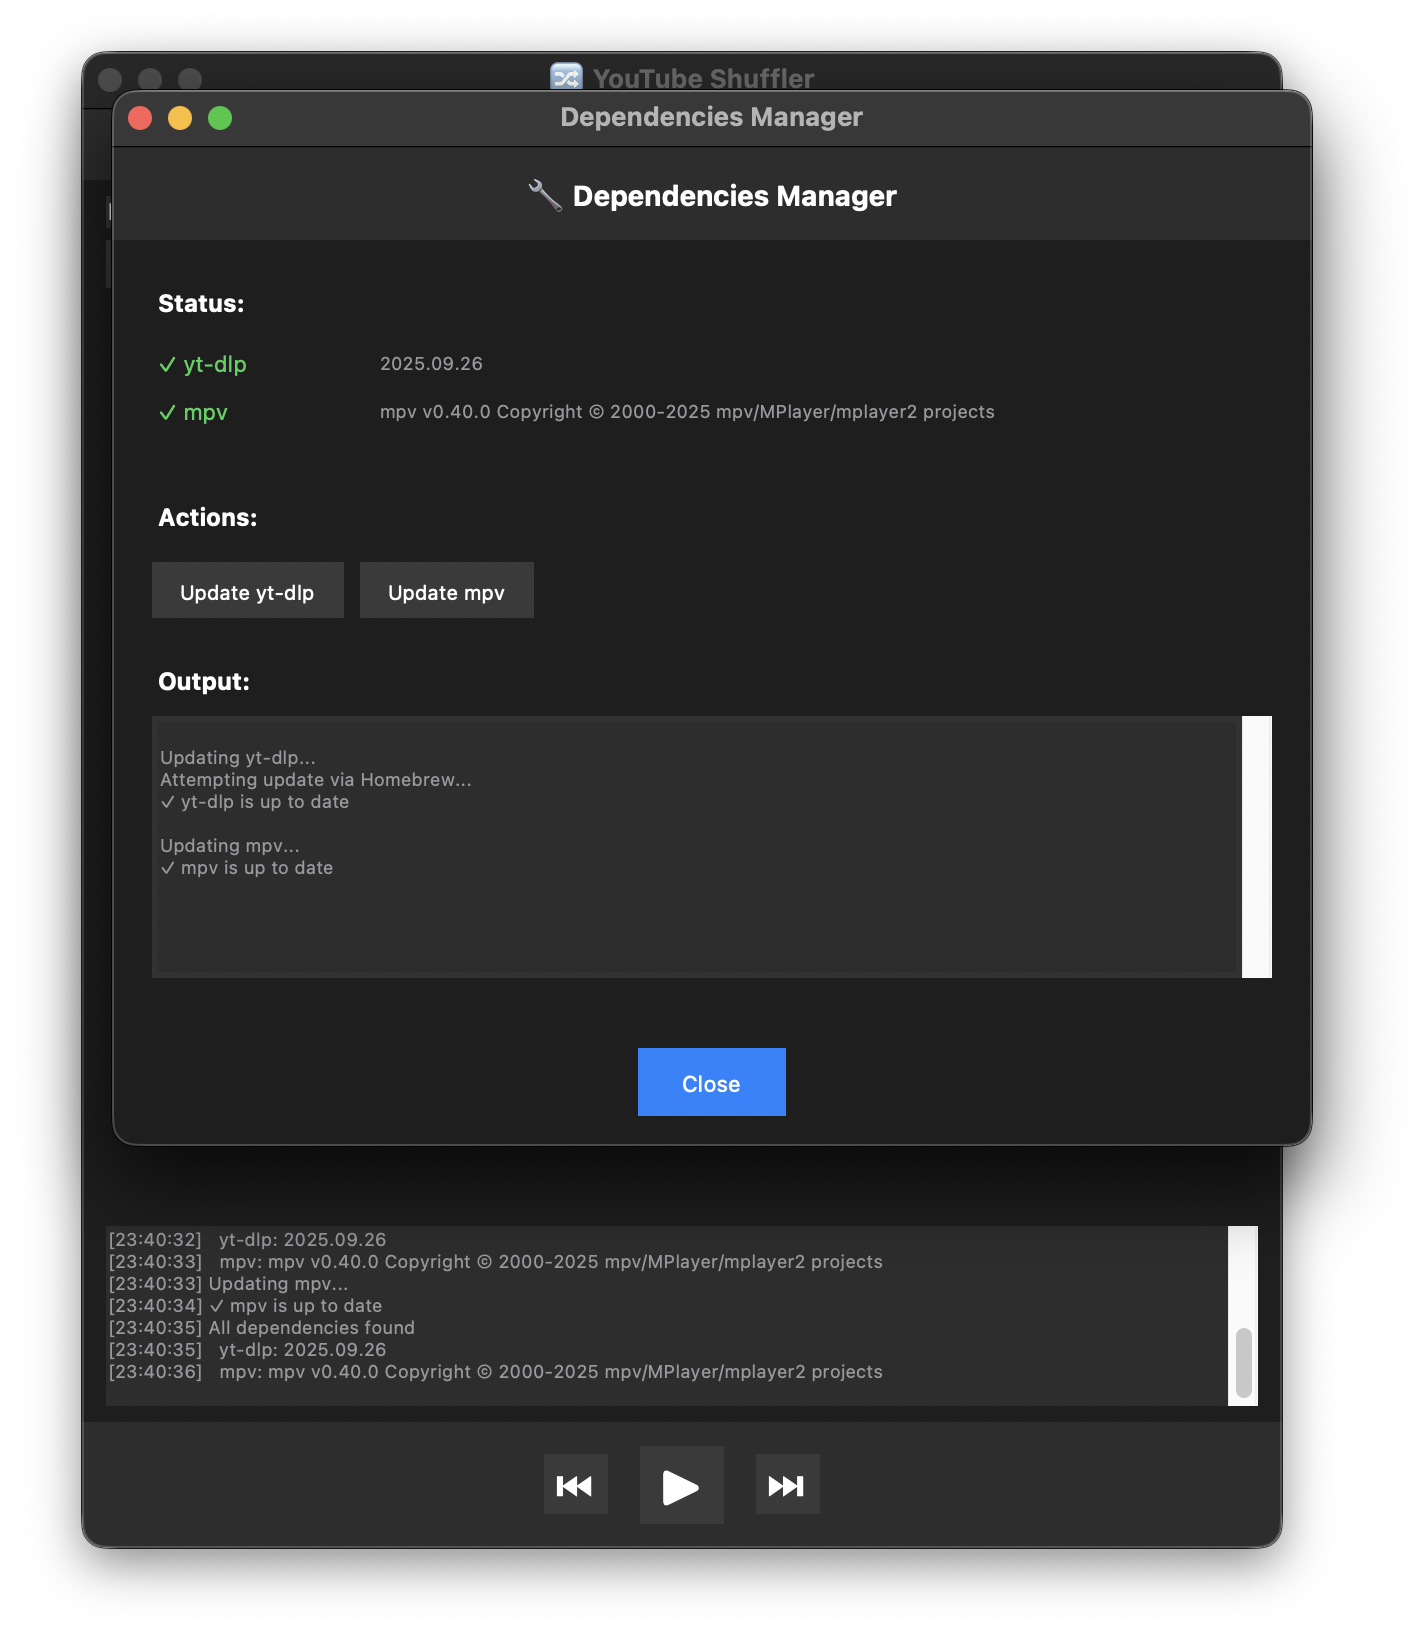 YouTube Shuffler
Dependencies Manager
Dependencies Manager
Status:
✓ yt-dlp 2025.09.26
✓ mpv mpv v0.40.0 Copyright © 2000-2025 mpv/MPlayer/mplayer2 projects
Actions:
Update yt-dlp Update mpv
Output:
Updating yt-dlp...
Attempting update via Homebrew...
✓ yt-dlp is up to date
Updating mpv...
✓ mpv is up to date
Close
[23:40:32]   yt-dlp: 2025.09.26
[23:40:33]   mpv: mpv v0.40.0 Copyright © 2000-2025 mpv/MPlayer/mplayer2 projects
[23:40:33] Updating mpv...
[23:40:34] ✓ mpv is up to date
[23:40:35] All dependencies found
[23:40:35]   yt-dlp: 2025.09.26
[23:40:36]   mpv: mpv v0.40.0 Copyright © 2000-2025 mpv/MPlayer/mplayer2 projects